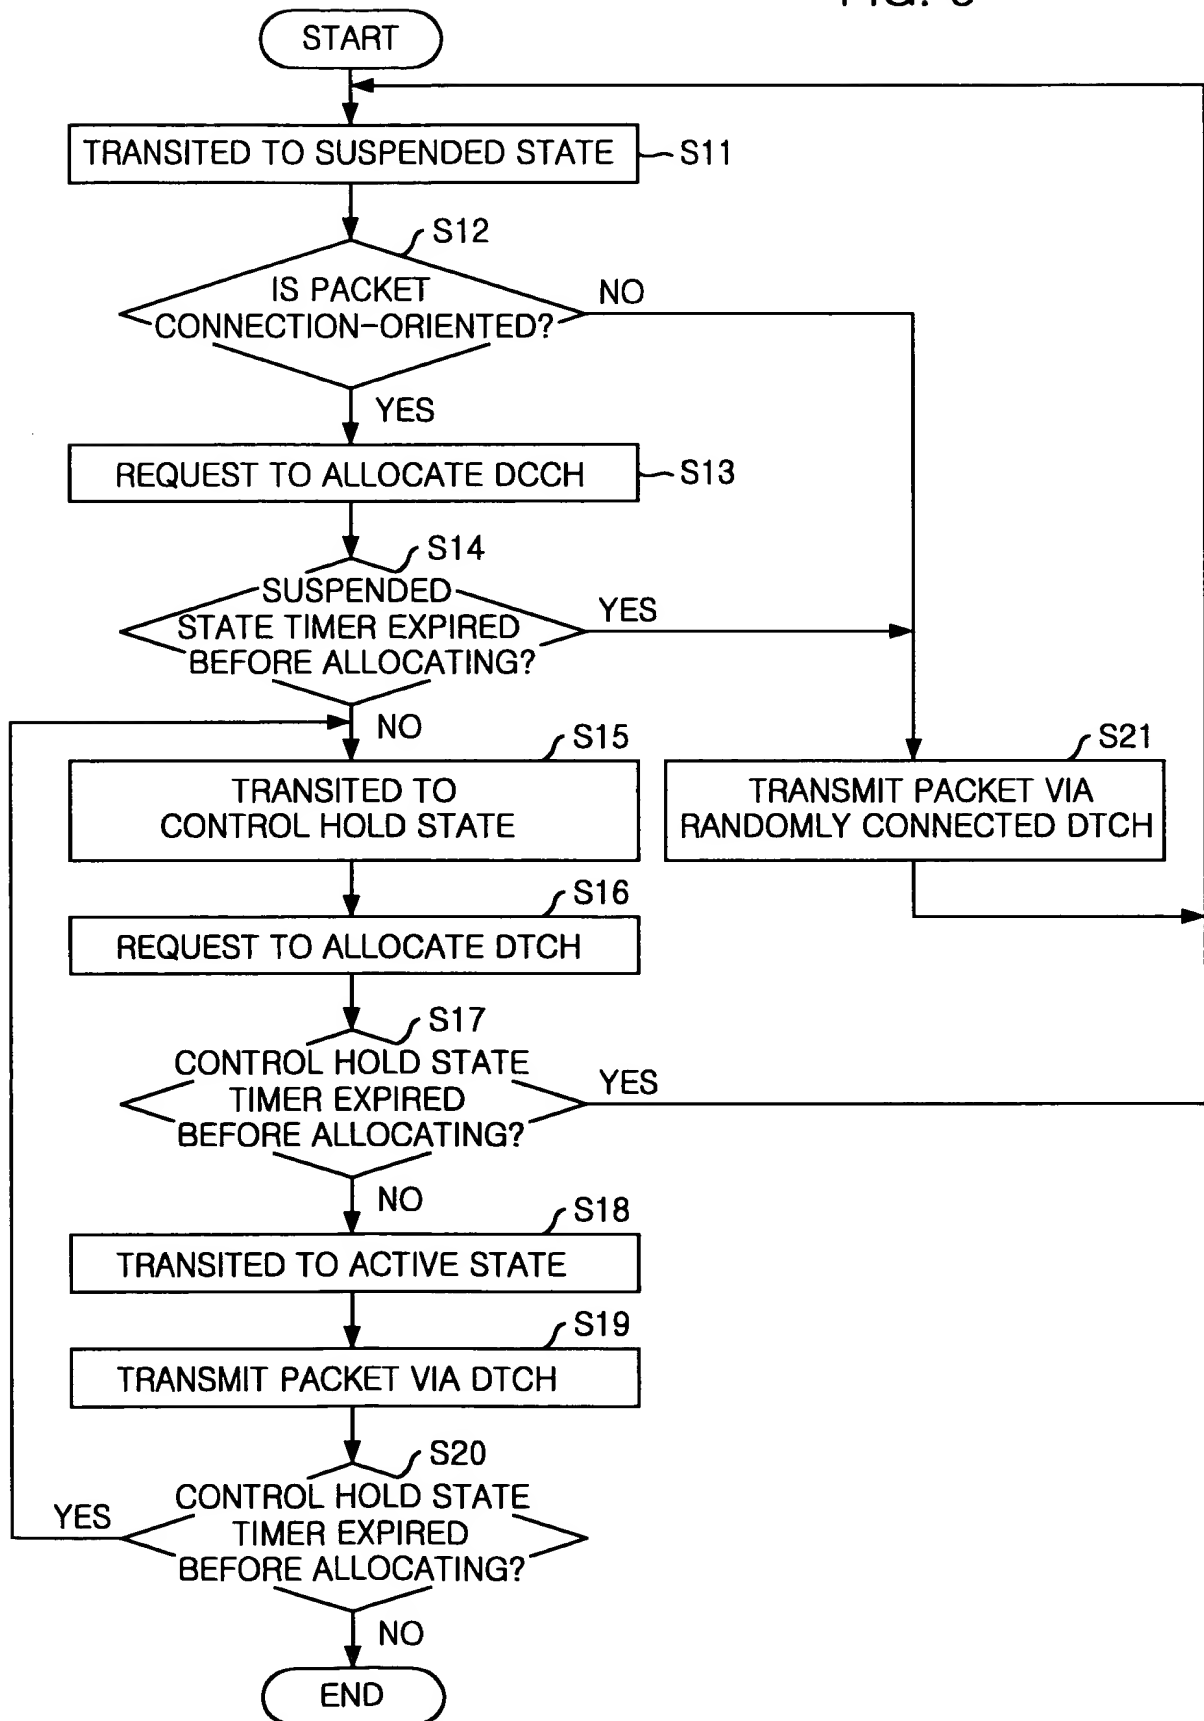 START
TRANSITED TO SUSPENDED STATE
S11
S12
IS PACKET
CONNECTION-ORIENTED?
NO
YES
REQUEST TO ALLOCATE DCCH
S13
S14
SUSPENDED
STATE TIMER EXPIRED
BEFORE ALLOCATING?
YES
NO
S15
TRANSITED TO
CONTROL HOLD STATE
S21
TRANSMIT PACKET VIA
RANDOMLY CONNECTED DTCH
S16
REQUEST TO ALLOCATE DTCH
S17
CONTROL HOLD STATE
TIMER EXPIRED
BEFORE ALLOCATING?
YES
NO
S18
TRANSITED TO ACTIVE STATE
S19
TRANSMIT PACKET VIA DTCH
S20
CONTROL HOLD STATE
TIMER EXPIRED
BEFORE ALLOCATING?
YES
NO
END